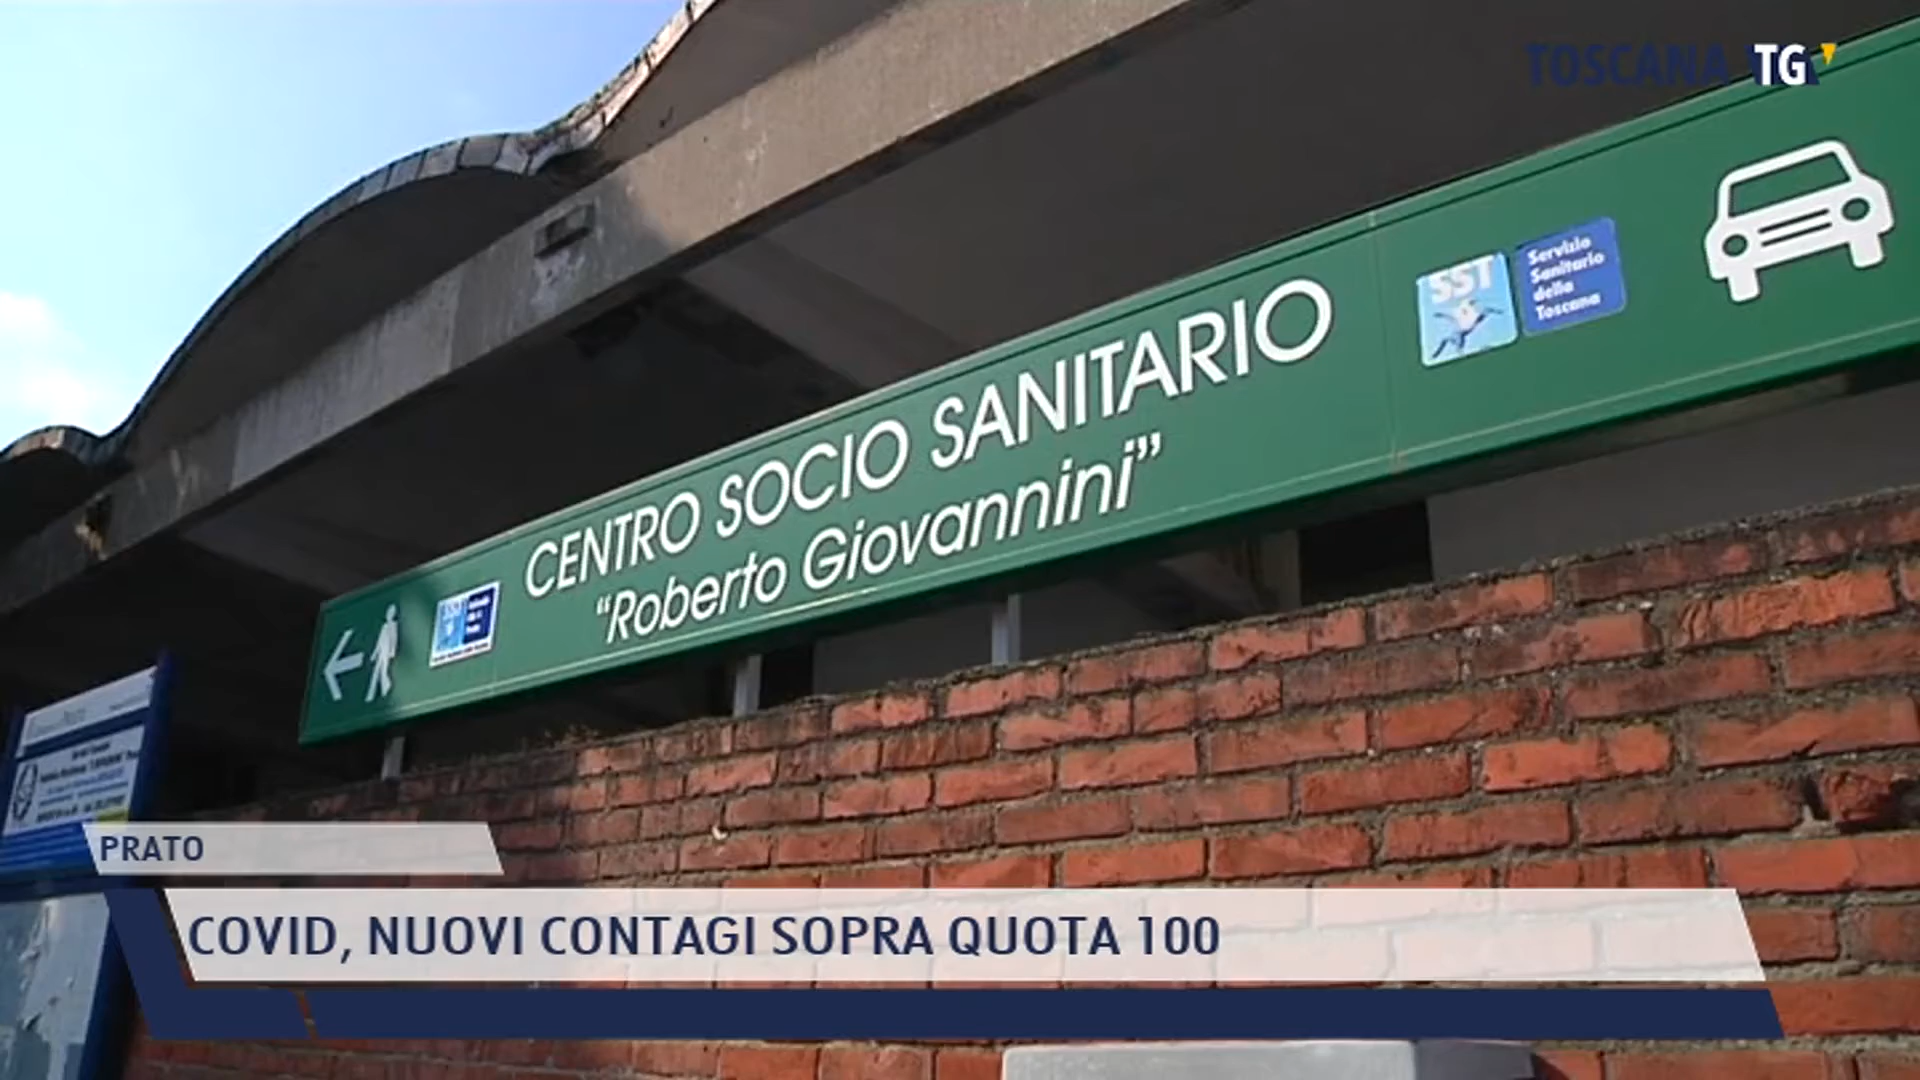 TOSCANA TG
SST
Servizio
Sanitario
della
Toscana
CENTRO SOCIO SANITARIO
“Roberto Giovannini”
PRATO
COVID, NUOVI CONTAGI SOPRA QUOTA 100